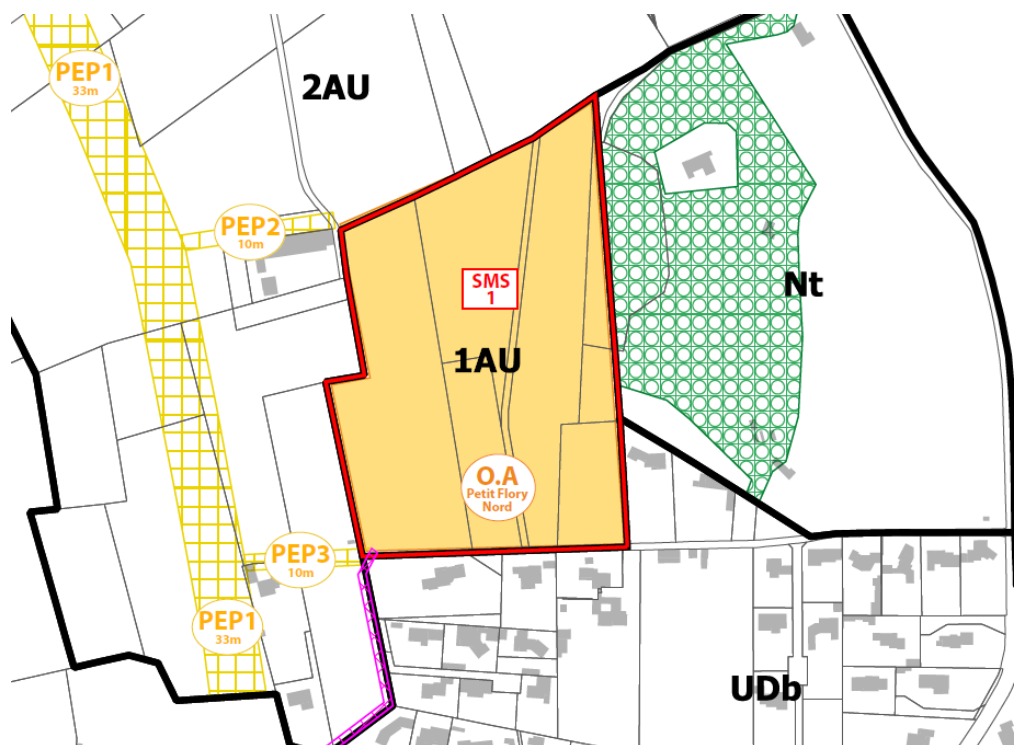 PEP1
33m
2AU
PEP2
10m
SMS
1
Nt
1AU
O.A
Petit Flory
Nord
PEP3
10m
PEP1
33m
UDb